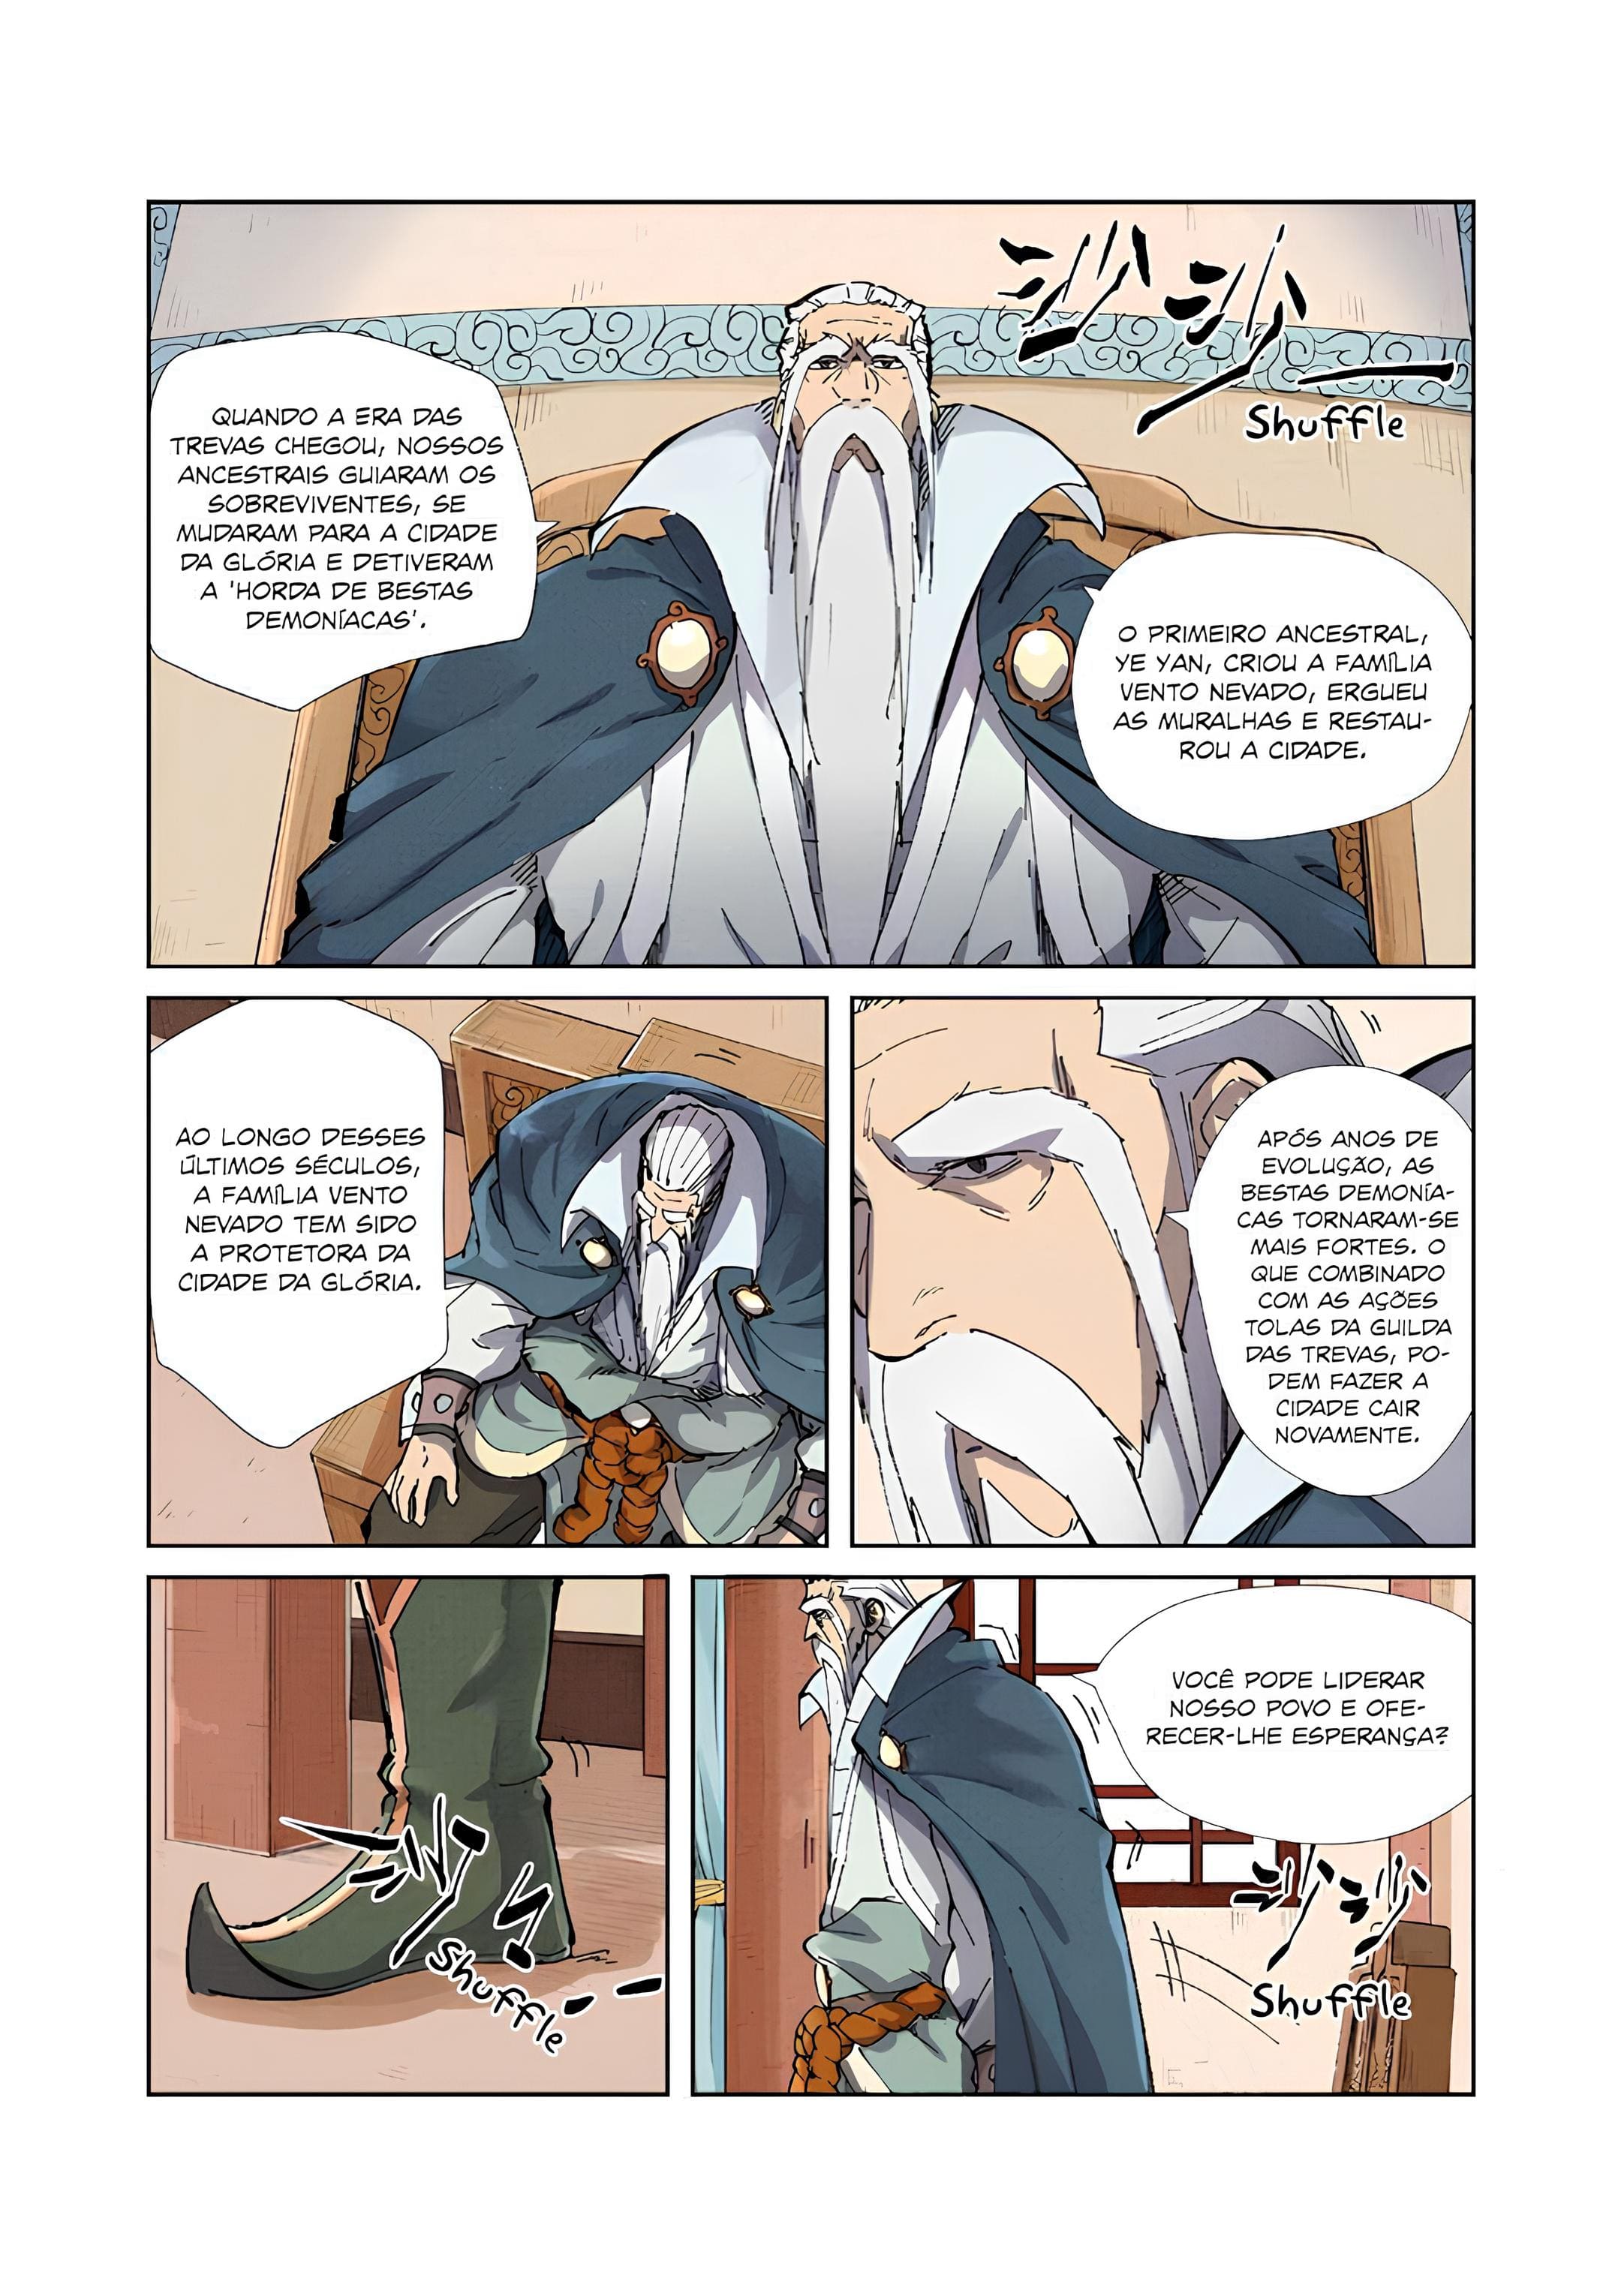 沙沙
Shuffle
QUANDO A ERA DAS
TREVAS CHEGOU, NOSSOS
ANCESTRAIS GUIARAM OS
SOBREVIVENTES, SE
MUDARAM PARA A CIDADE
DA GLÓRIA E DETIVERAM
A 'HORDA DE BESTAS
DEMONÍACAS'.
O PRIMEIRO ANCESTRAL,
YE YAN, CRIOU A FAMÍLIA
VENTO NEVADO, ERGUEU
AS MURALHAS E RESTAU-
ROU A CIDADE.
AO LONGO DESSES
ÚLTIMOS SÉCULOS,
A FAMÍLIA VENTO
NEVADO TEM SIDO
A PROTETORA DA
CIDADE DA GLÓRIA.
APÓS ANOS DE
EVOLUÇÃO, AS
BESTAS DEMONÍA-
CAS TORNARAM-SE
MAIS FORTES. O
QUE COMBINADO
COM AS AÇÕES
TOLAS DA GUILDA
DAS TREVAS, PO-
DEM FAZER A
CIDADE CAIR
NOVAMENTE.
Shuffle
VOCÊ PODE LIDERAR
NOSSO POVO E OFE-
RECER-LHE ESPERANÇA?
沙沙
Shuffle